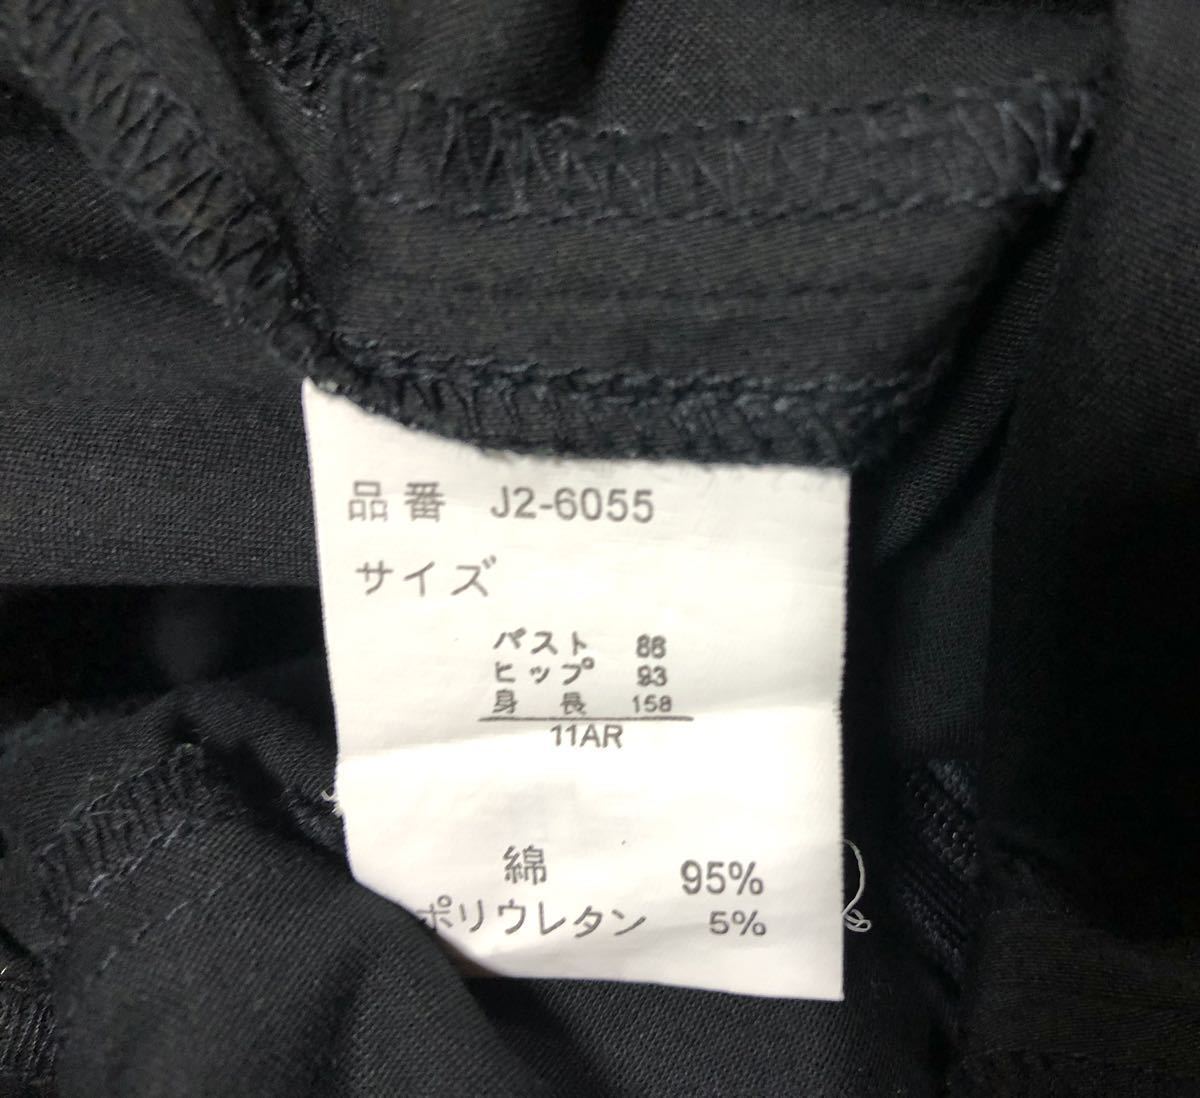 品番 J2-6055
サイズ
バスト 86
ヒップ 93
身長 158
11AR
綿 95%
ポリウレタン 5%